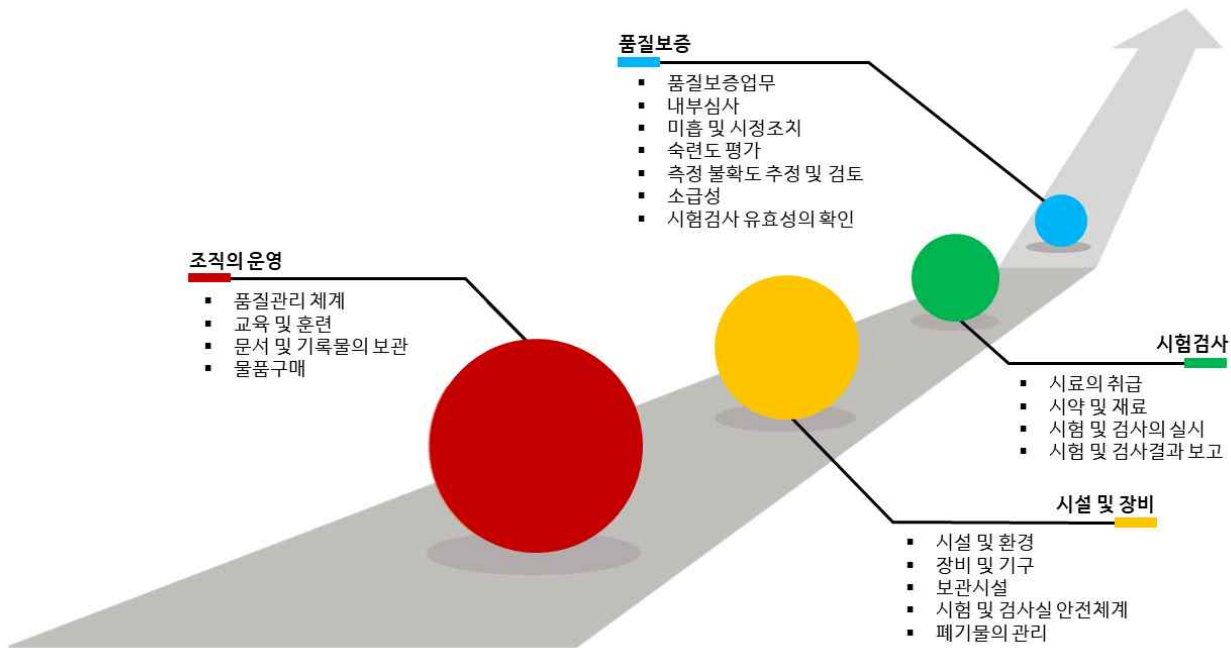 품질보증
▪ 품질보증업무
▪ 내부심사
▪ 미흡 및 시정조치
▪ 숙련도 평가
▪ 측정 불확도 추정 및 검토
▪ 소급성
▪ 시험검사 유효성의 확인
조직의 운영
▪ 품질관리 체계
▪ 교육 및 훈련
▪ 문서 및 기록물의 보관
▪ 물품구매
시험검사
▪ 시료의 취급
▪ 시약 및 재료
▪ 시험 및 검사의 실시
▪ 시험 및 검사결과 보고
시설 및 장비
▪ 시설 및 환경
▪ 장비 및 기구
▪ 보관시설
▪ 시험 및 검사실 안전체계
▪ 폐기물의 관리